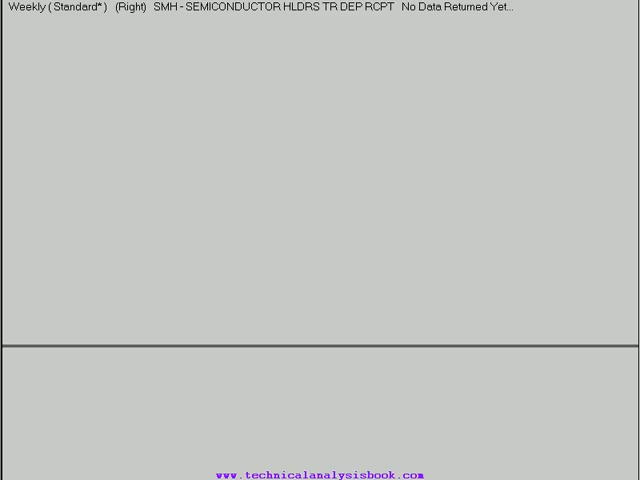 Weekly ( Standard* ) (Right) SMH - SEMICONDUCTOR HLDRS TR DEP RCPT No Data Returned Yet...
www.technicalanalysisbook.com